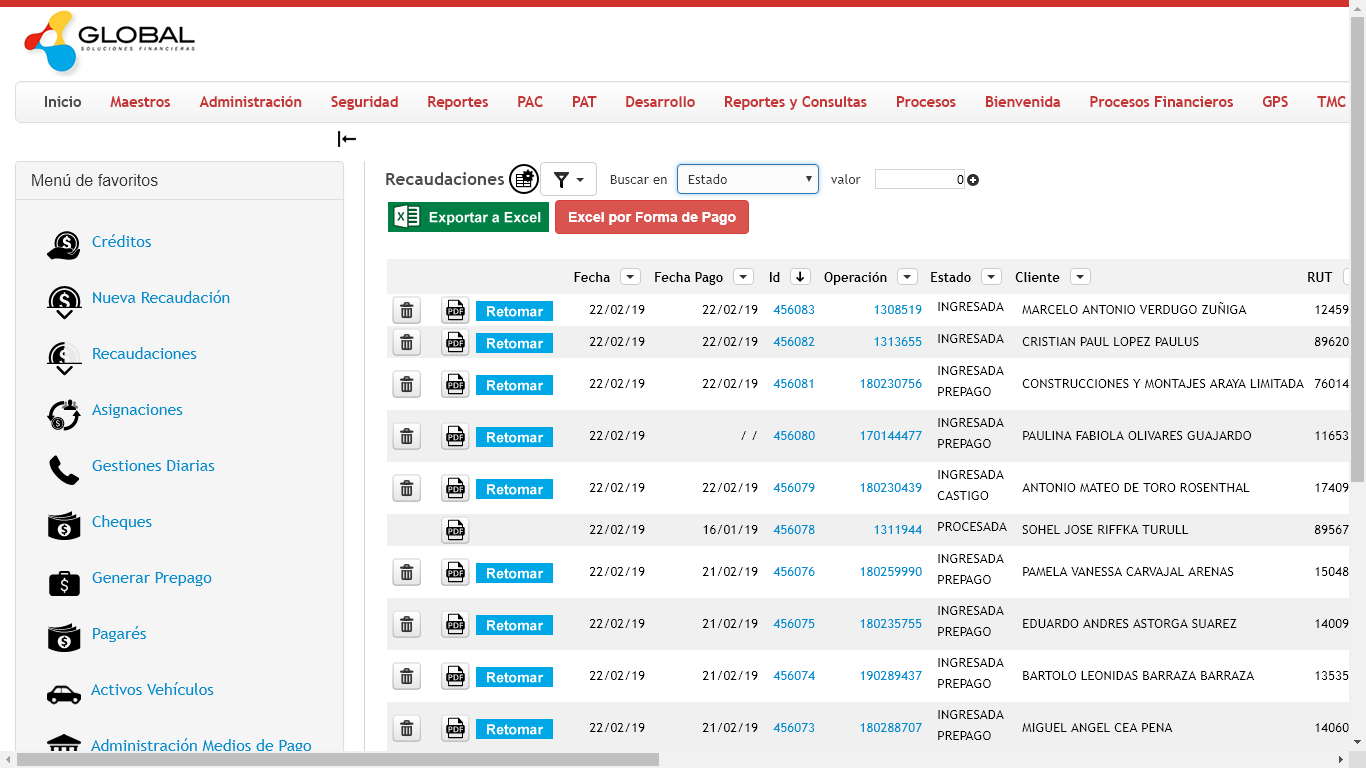 GLOBAL
SOLUCIONES FINANCIERAS
Inicio Maestros Administración Seguridad Reportes PAC PAT Desarrollo Reportes y Consultas Procesos Bienvenida Procesos Financieros GPS TMC
Menú de favoritos
Créditos
Nueva Recaudación
Recaudaciones
Asignaciones
Gestiones Diarias
Cheques
Generar Prepago
Pagarés
Activos Vehículos
Administración Medios de Pago
Recaudaciones Buscar en Estado valor 0
Exportar a Excel Excel por Forma de Pago
Fecha Fecha Pago Id Operación Estado Cliente RUT
PDF Retomar 22/02/19 22/02/19 456083 1308519 INGRESADA MARCELO ANTONIO VERDUGO ZUÑIGA 12459
PDF Retomar 22/02/19 22/02/19 456082 1313655 INGRESADA CRISTIAN PAUL LOPEZ PAULUS 89620
PDF Retomar 22/02/19 22/02/19 456081 180230756 INGRESADA PREPAGO CONSTRUCCIONES Y MONTAJES ARAYA LIMITADA 76014
PDF Retomar 22/02/19 / / 456080 170144477 INGRESADA PREPAGO PAULINA FABIOLA OLIVARES GUAJARDO 11653
PDF Retomar 22/02/19 22/02/19 456079 180230439 INGRESADA CASTIGO ANTONIO MATEO DE TORO ROSENTHAL 17409
PDF 22/02/19 16/01/19 456078 1311944 PROCESADA SOHEL JOSE RIFFKA TURULL 89567
PDF Retomar 22/02/19 21/02/19 456076 180259990 INGRESADA PREPAGO PAMELA VANESSA CARVAJAL ARENAS 15048
PDF Retomar 22/02/19 21/02/19 456075 180235755 INGRESADA PREPAGO EDUARDO ANDRES ASTORGA SUAREZ 14009
PDF Retomar 22/02/19 21/02/19 456074 190289437 INGRESADA PREPAGO BARTOLO LEONIDAS BARRAZA BARRAZA 13535
PDF Retomar 22/02/19 21/02/19 456073 180288707 INGRESADA PREPAGO MIGUEL ANGEL CEA PENA 14060